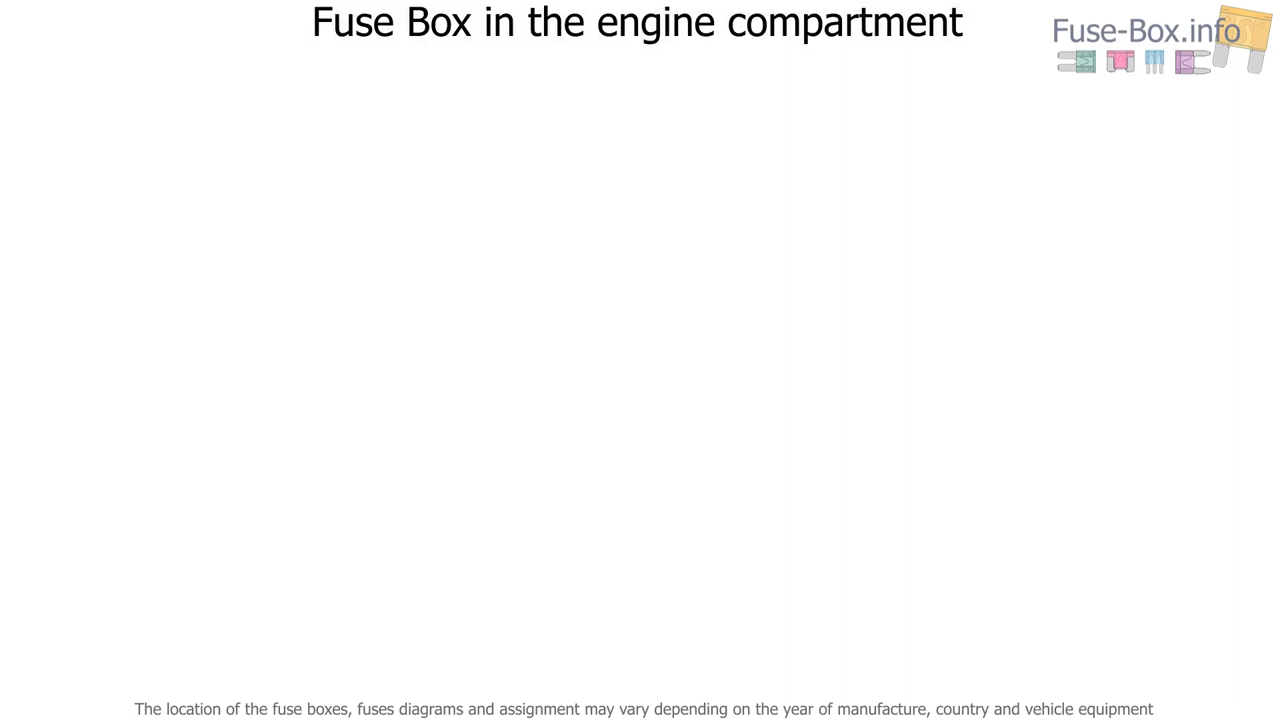 Fuse Box in the engine compartment
Fuse-Box.info
The location of the fuse boxes, fuses diagrams and assignment may vary depending on the year of manufacture, country and vehicle equipment